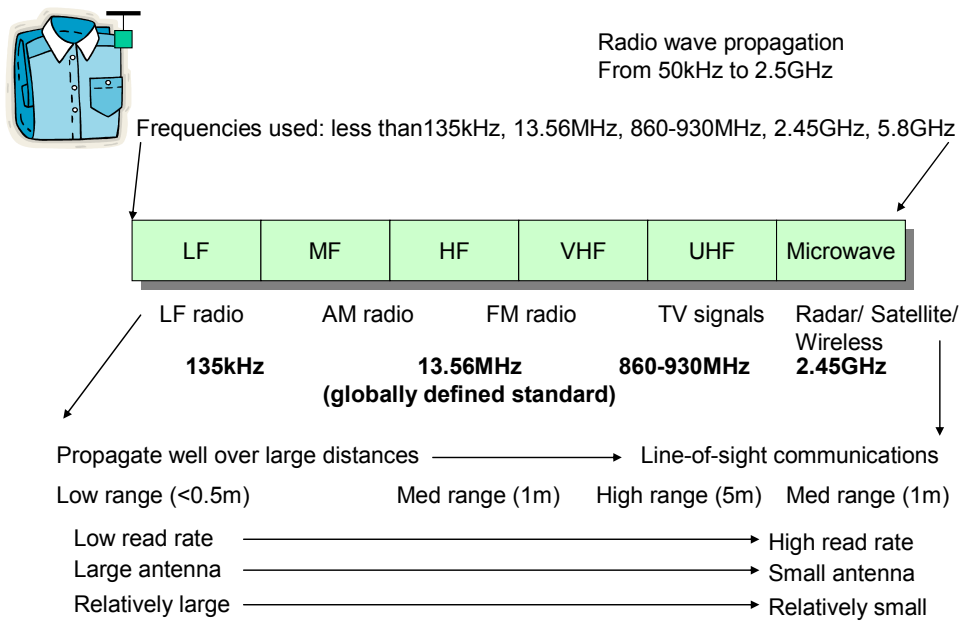 Radio wave propagation
From 50kHz to 2.5GHz
Frequencies used: less than135kHz, 13.56MHz, 860-930MHz, 2.45GHz, 5.8GHz
LF MF HF VHF UHF Microwave
LF radio AM radio FM radio TV signals Radar/ Satellite/
Wireless
135kHz 13.56MHz 860-930MHz 2.45GHz
(globally defined standard)
Propagate well over large distances Line-of-sight communications
Low range (<0.5m) Med range (1m) High range (5m) Med range (1m)
Low read rate High read rate
Large antenna Small antenna
Relatively large Relatively small